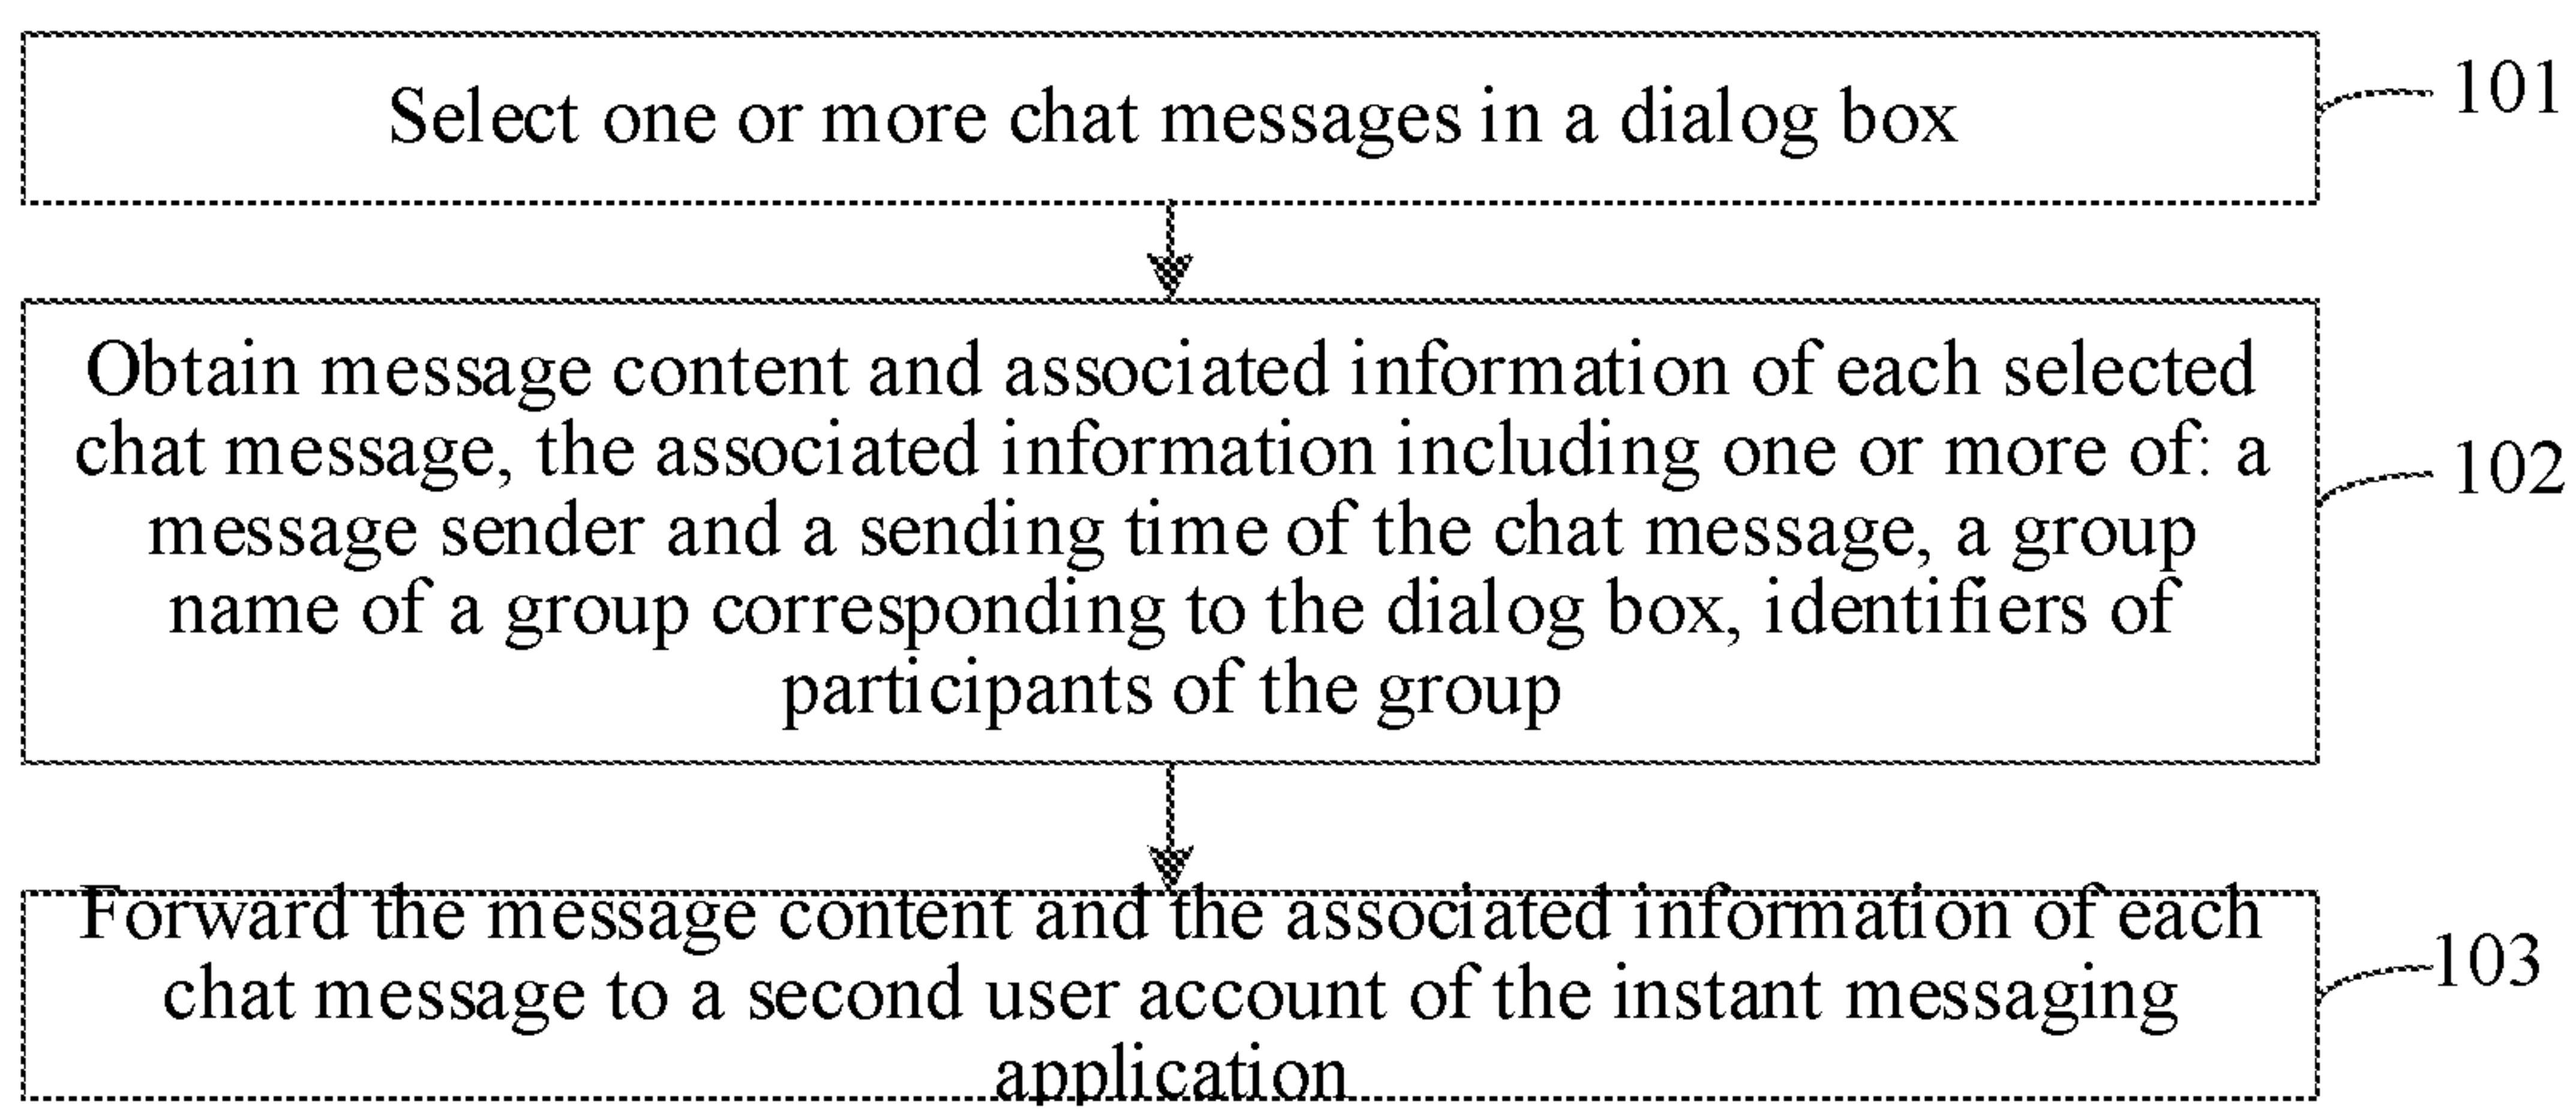 Select one or more chat messages in a dialog box
101
Obtain message content and associated information of each selected
chat message, the associated information including one or more of: a
message sender and a sending time of the chat message, a group
name of a group corresponding to the dialog box, identifiers of
participants of the group
102
Forward the message content and the associated information of each
chat message to a second user account of the instant messaging
application
103